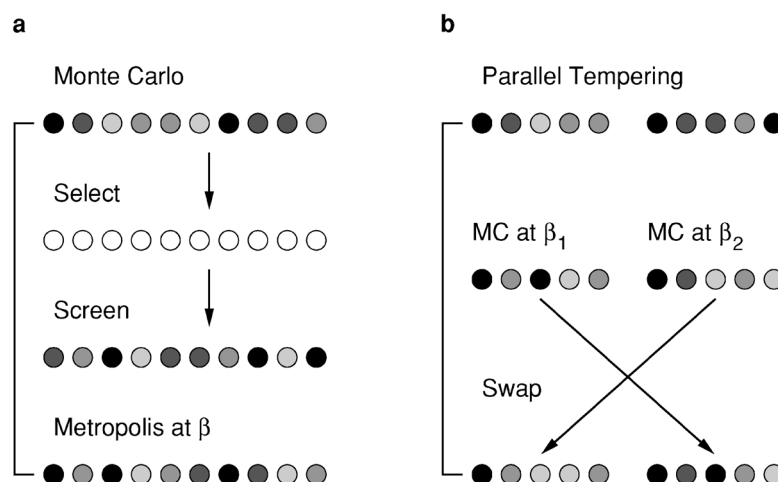 a
Monte Carlo
Select
Screen
Metropolis at β
b
Parallel Tempering
MC at β1 MC at β2
Swap